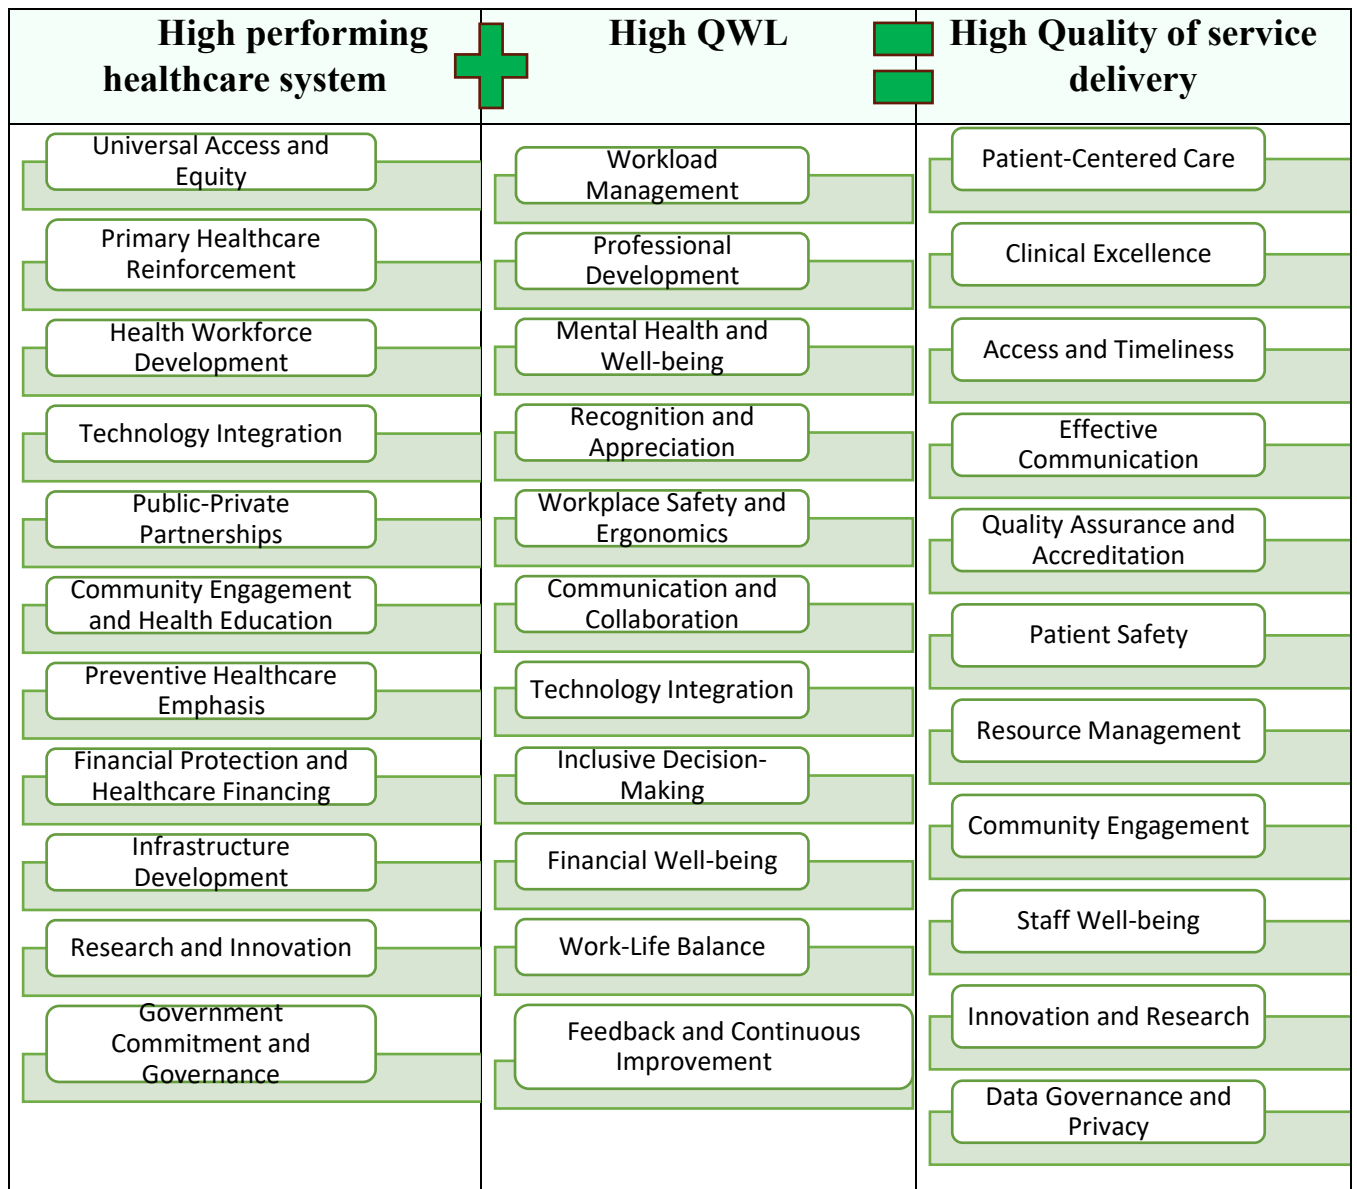 High performing
healthcare system
High QWL
High Quality of service
delivery
Universal Access and
Equity
Primary Healthcare
Reinforcement
Health Workforce
Development
Technology Integration
Public-Private
Partnerships
Community Engagement
and Health Education
Preventive Healthcare
Emphasis
Financial Protection and
Healthcare Financing
Infrastructure
Development
Research and Innovation
Government
Commitment and
Governance
Workload
Management
Professional
Development
Mental Health and
Well-being
Recognition and
Appreciation
Workplace Safety and
Ergonomics
Communication and
Collaboration
Technology Integration
Inclusive Decision-
Making
Financial Well-being
Work-Life Balance
Feedback and Continuous
Improvement
Patient-Centered Care
Clinical Excellence
Access and Timeliness
Effective
Communication
Quality Assurance and
Accreditation
Patient Safety
Resource Management
Community Engagement
Staff Well-being
Innovation and Research
Data Governance and
Privacy